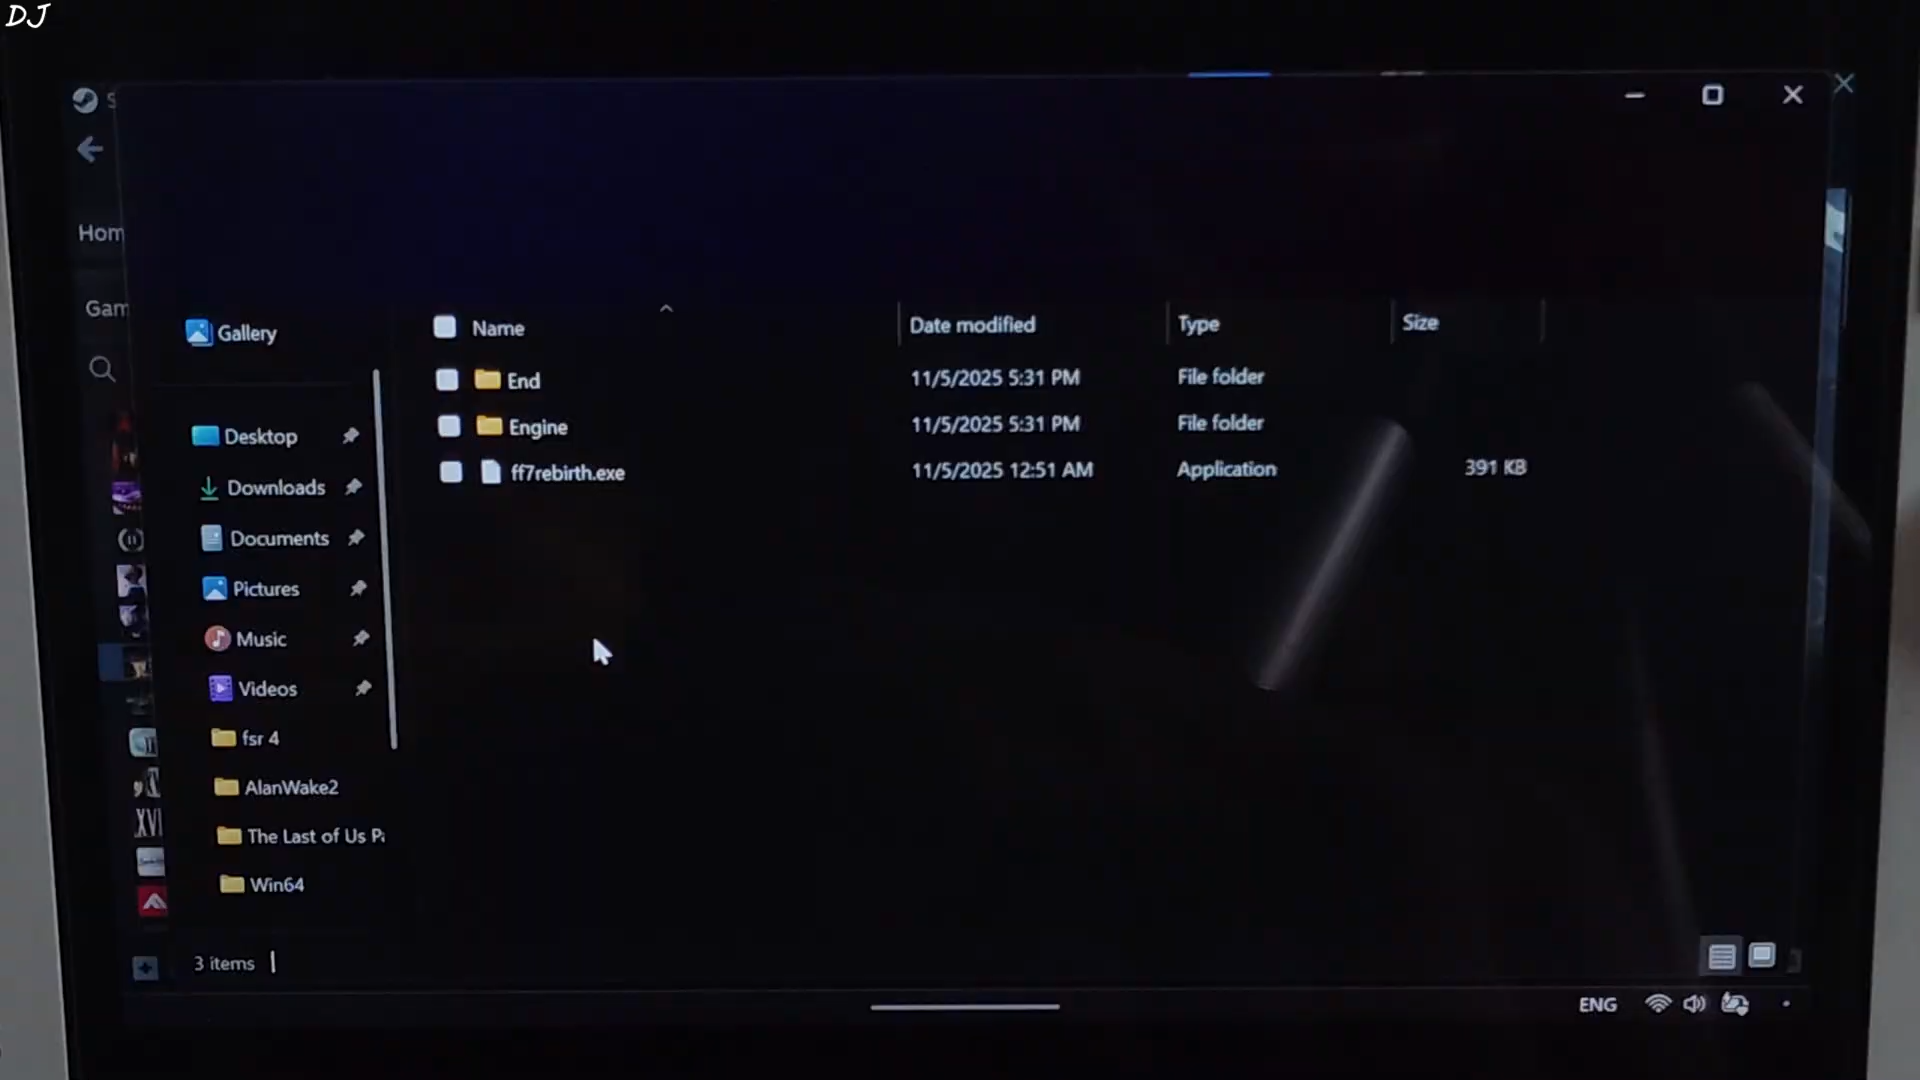 DJ
S
Hom
Gam
Gallery
Name
Date modified
Type
Size
End
11/5/2025 5:31 PM
File folder
Engine
11/5/2025 5:31 PM
File folder
ff7rebirth.exe
11/5/2025 12:51 AM
Application
391 KB
Desktop
Downloads
Documents
Pictures
Music
Videos
fsr 4
AlanWake2
The Last of Us Pa
Win64
XVI
3 items
ENG